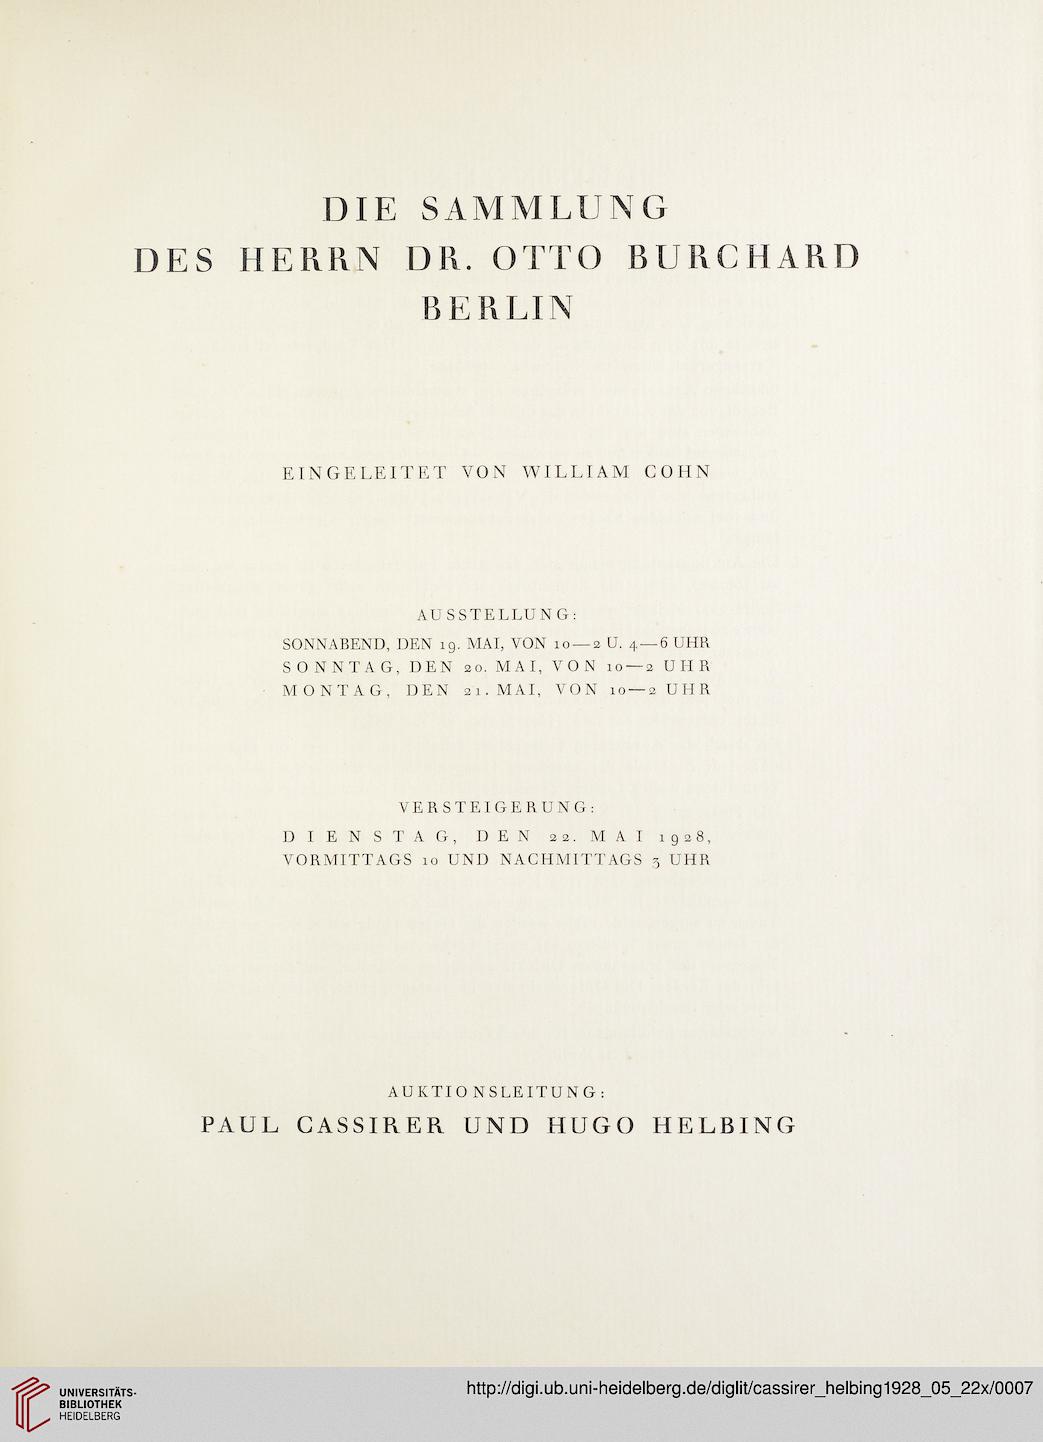 DIE SAMMLUNG
DES HERRN DR. OTTO BURCHARD
BERLIN
EINGELEITET VON WILLIAM COHN
AUSSTELLUNG:
SONNABEND, DEN 19. MAI, VON 10—2 U. 4—6 UHR
SONNTAG, DEN 20. MAI, VON 10—2 UHR
MONTAG, DEN 21. MAI, VON 10—2 UHR
VERSTEIGERUNG:
DIENSTAG, DEN 22. MAI 1928,
VORMITTAGS 10 UND NACHMITTAGS 3 UHR
AUKTIONSLEITUNG:
PAUL CASSIRER UND HUGO HELBING
UNIVERSITÄTS-
BIBLIOTHEK
HEIDELBERG
http://digi.ub.uni-heidelberg.de/diglit/cassirer_helbing1928_05_22x/0007